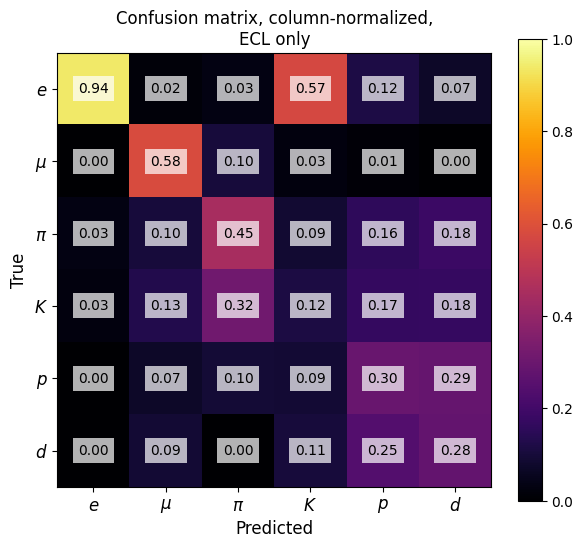 Confusion matrix, column-normalized,
ECL only
1.0
0.8
0.6
0.4
0.2
0.0
True
e 0.94 0.02 0.03 0.57 0.12 0.07
μ 0.00 0.58 0.10 0.03 0.01 0.00
π 0.03 0.10 0.45 0.09 0.16 0.18
K 0.03 0.13 0.32 0.12 0.17 0.18
p 0.00 0.07 0.10 0.09 0.30 0.29
d 0.00 0.09 0.00 0.11 0.25 0.28
e μ π K p d
Predicted